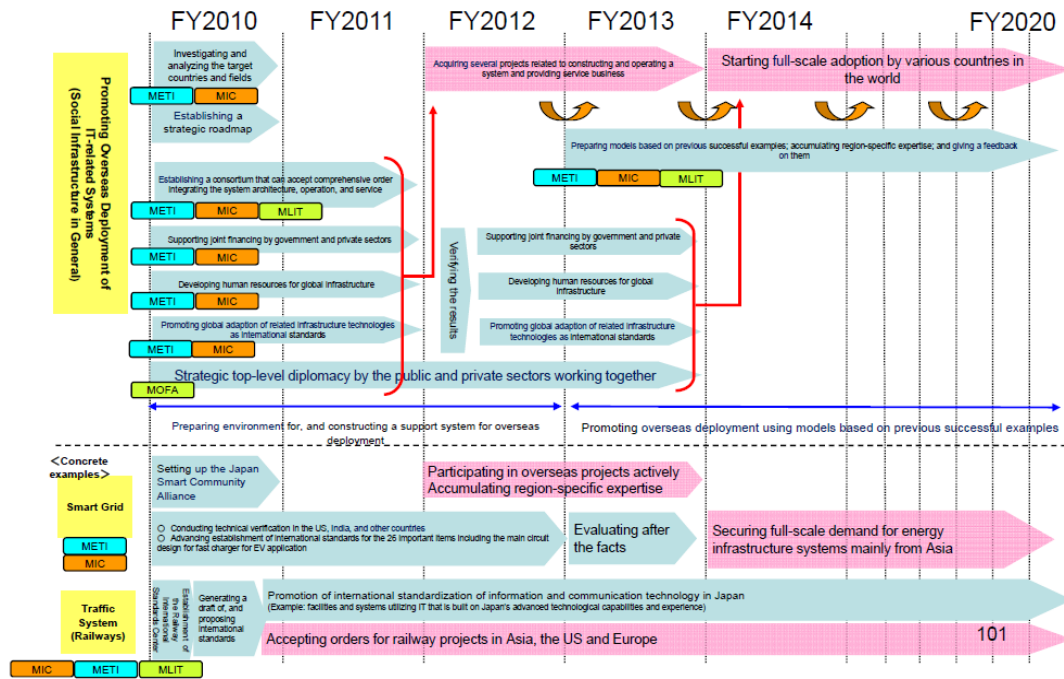 FY2010 FY2011 FY2012 FY2013 FY2014 FY2020
Promoting Overseas Deployment of
IT-related Systems
(Social Infrastructure in General)
Investigating and
analyzing the target
countries and fields
METI MIC
Establishing a
strategic roadmap
Acquiring several projects related to constructing and operating a
system and providing service business
Starting full-scale adoption by various countries in
the world
Preparing models based on previous successful examples; accumulating region-specific expertise; and giving a feedback
on them
METI MIC MLIT
Establishing a consortium that can accept comprehensive order
integrating the system architecture, operation, and service
METI MIC MLIT
Supporting joint financing by government and private sectors
METI MIC
Developing human resources for global infrastructure
METI MIC
Promoting global adaption of related infrastructure technologies
as international standards
METI MIC
Verifying the results
Supporting joint financing by government and private
sectors
Developing human resources for global
infrastructure
Promoting global adaption of related infrastructure
technologies as international standards
Strategic top-level diplomacy by the public and private sectors working together
MOFA
Preparing environment for, and constructing a support system for overseas
deployment
Promoting overseas deployment using models based on previous successful examples
<Concrete
examples>
Smart Grid
METI
MIC
Setting up the Japan
Smart Community
Alliance
Participating in overseas projects actively
Accumulating region-specific expertise
○ Conducting technical verification in the US, India, and other countries
○ Advancing establishment of international standards for the 26 important items including the main circuit
design for fast charger for EV application
Evaluating after
the facts
Securing full-scale demand for energy
infrastructure systems mainly from Asia
Traffic
System
(Railways)
MIC METI MLIT
Establishment of
the Railway
International
Standards Center
Generating a
draft of, and
proposing
international
standards
Promotion of international standardization of information and communication technology in Japan
(Example: facilities and systems utilizing IT that is built on Japan's advanced technological capabilities and experience)
Accepting orders for railway projects in Asia, the US and Europe
101